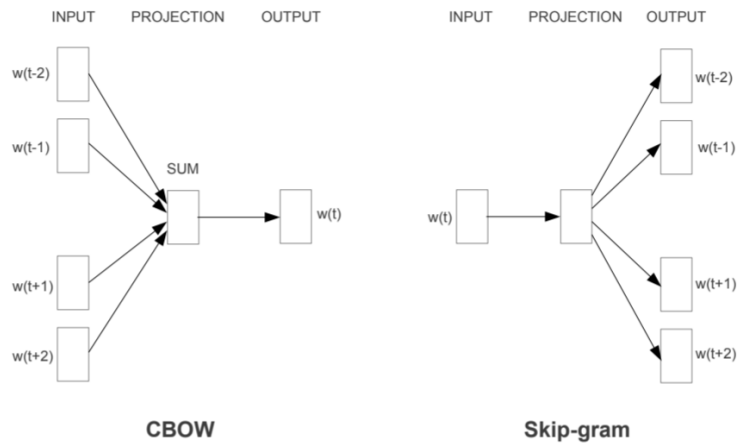 INPUT PROJECTION OUTPUT
w(t-2)
w(t-1)
SUM
w(t)
w(t+1)
w(t+2)
CBOW
INPUT PROJECTION OUTPUT
w(t-2)
w(t-1)
w(t)
w(t+1)
w(t+2)
Skip-gram